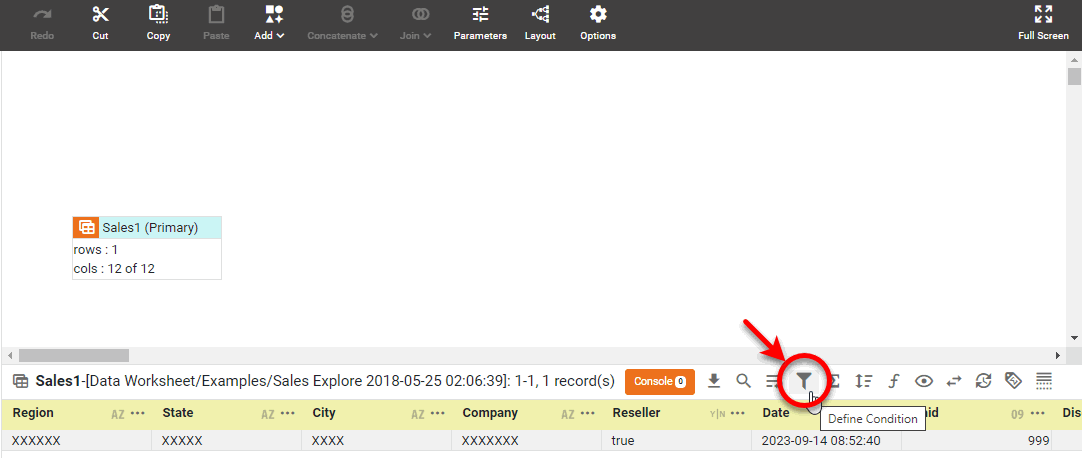 Redo Cut Copy Paste Add Concatenate Join Parameters Layout Options Full Screen
Sales1 (Primary)
rows : 1
cols : 12 of 12
Sales1-[Data Worksheet/Examples/Sales Explore 2018-05-25 02:06:39]: 1-1, 1 record(s) Console 0
Region AZ State AZ City AZ Company AZ Reseller Y|N Date id 09 Dis
Define Condition
XXXXXX XXXXX XXXX XXXXXXX true 2023-09-14 08:52:40 999